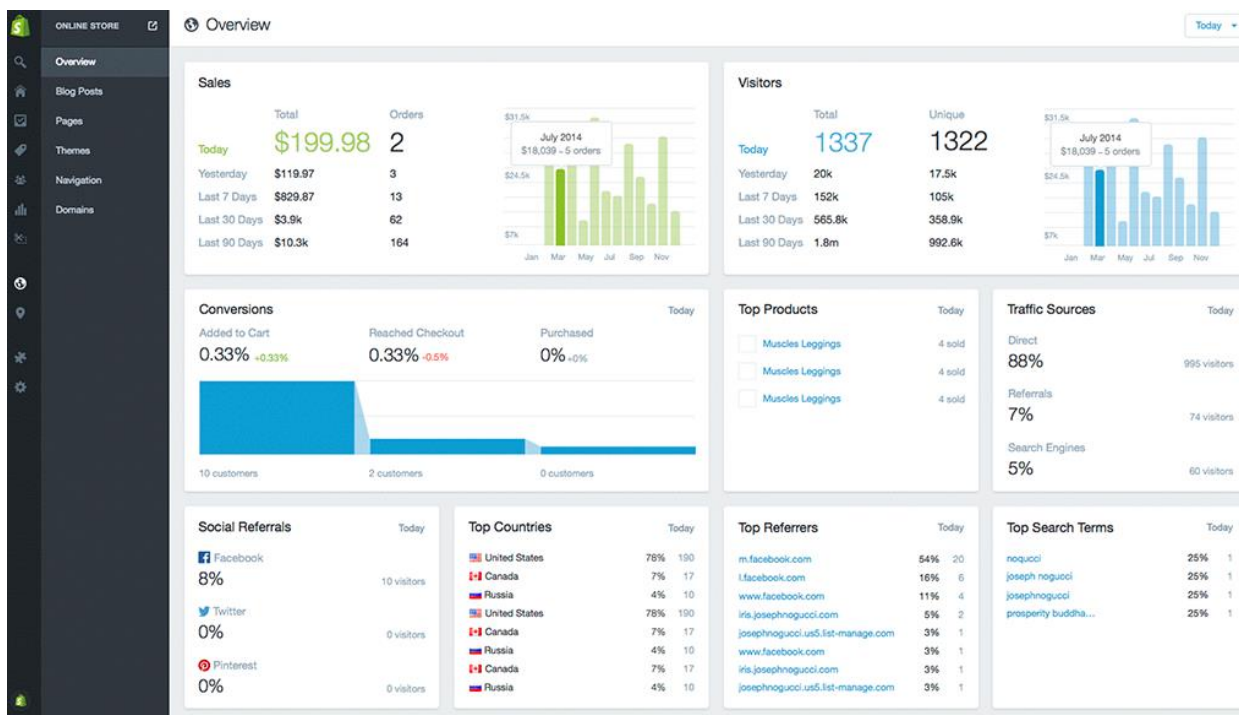 ONLINE STORE
Overview
Blog Posts
Pages
Themes
Navigation
Domains
Overview
Today
Sales
Total Orders
Today $199.98 2
Yesterday $119.97 3
Last 7 Days $829.87 13
Last 30 Days $3.9k 62
Last 90 Days $10.3k 164
$31.5k
July 2014
$18,039 – 5 orders
$24.5k
$7k
Jan Mar May Jul Sep Nov
Visitors
Total Unique
Today 1337 1322
Yesterday 20k 17.5k
Last 7 Days 152k 105k
Last 30 Days 565.8k 358.9k
Last 90 Days 1.8m 992.6k
$31.5k
July 2014
$18,039 – 5 orders
$24.5k
$7k
Jan Mar May Jul Sep Nov
Conversions Today
Added to Cart Reached Checkout Purchased
0.33% +0.33% 0.33% -0.5% 0% +0%
10 customers 2 customers 0 customers
Top Products Today
Muscles Leggings 4 sold
Muscles Leggings 4 sold
Muscles Leggings 4 sold
Traffic Sources Today
Direct
88% 995 visitors
Referrals
7% 74 visitors
Search Engines
5% 60 visitors
Social Referrals Today
Facebook
8% 10 visitors
Twitter
0% 0 visitors
Pinterest
0% 0 visitors
Top Countries Today
United States 78% 190
Canada 7% 17
Russia 4% 10
United States 78% 190
Canada 7% 17
Russia 4% 10
Canada 7% 17
Russia 4% 10
Top Referrers Today
m.facebook.com 54% 20
l.facebook.com 16% 6
www.facebook.com 11% 4
iris.josephnogucci.com 5% 2
josephnogucci.us5.list-manage.com 3% 1
www.facebook.com 3% 1
iris.josephnogucci.com 3% 1
josephnogucci.us5.list-manage.com 3% 1
Top Search Terms Today
noqucci 25% 1
joseph nogucci 25% 1
josephnogucci 25% 1
prosperity buddha... 25% 1